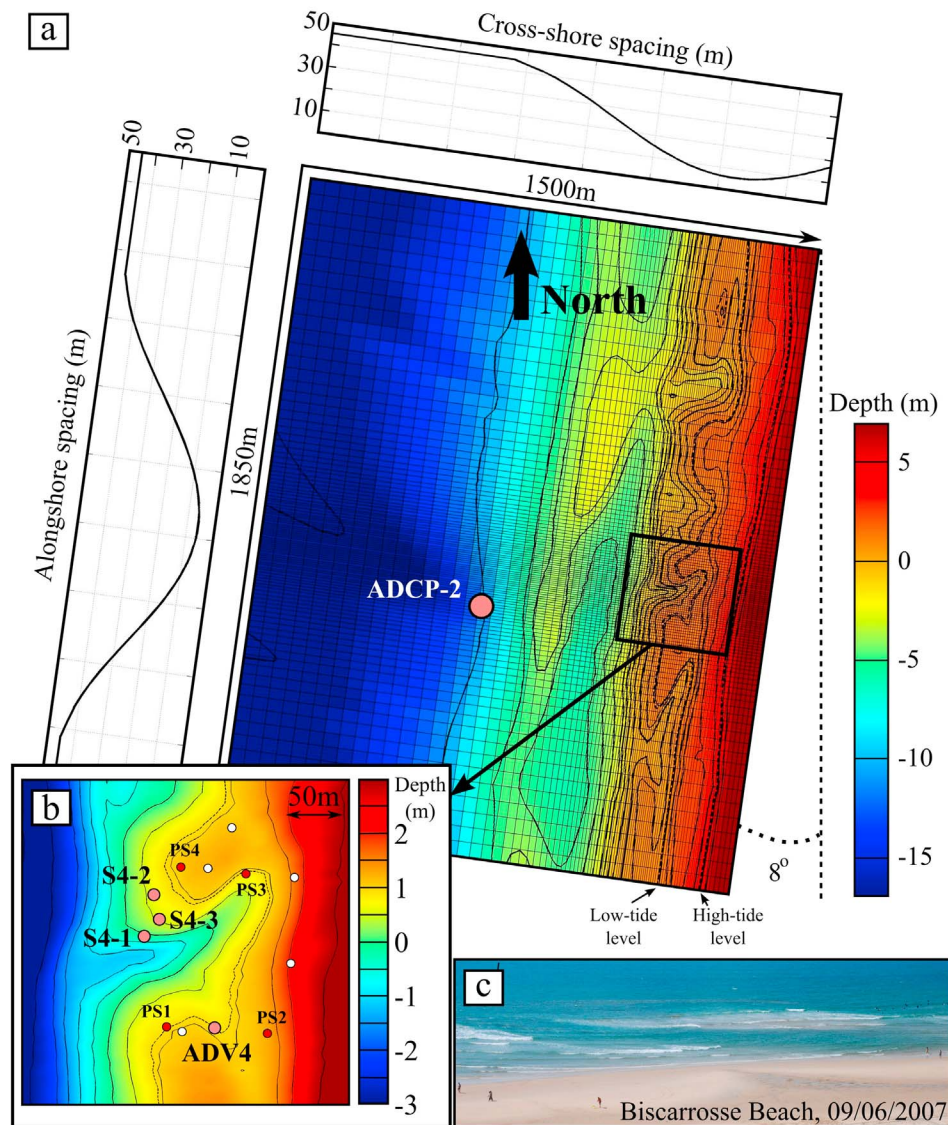 a
Cross-shore spacing (m)
50
30
10
50
30
10
Alongshore spacing (m)
1500m
1850m
North
ADCP-2
Depth (m)
5
0
-5
-10
-15
8°
Low-tide
level
High-tide
level
b
Depth
(m)
50m
2
1
0
-1
-2
-3
PS4
PS3
S4-2
S4-3
S4-1
PS1
PS2
ADV4
c
Biscarrosse Beach, 09/06/2007